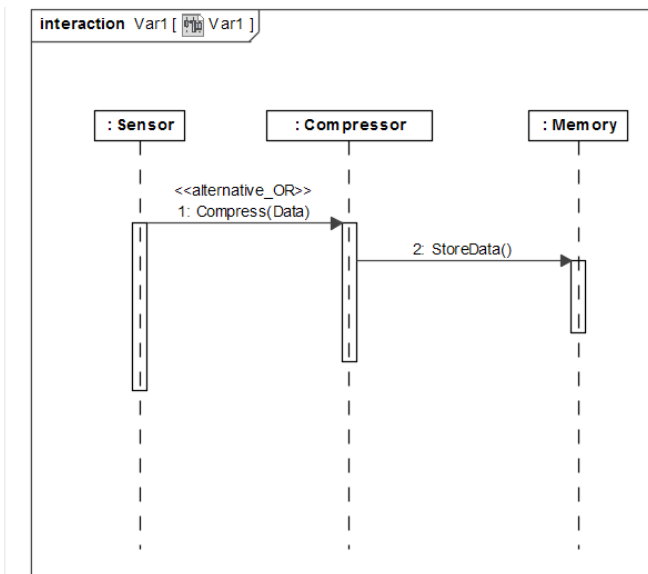 interaction Var1 [ Var1 ]
: Sensor
: Compressor
: Memory
<<alternative_OR>>
1: Compress(Data)
2: StoreData()